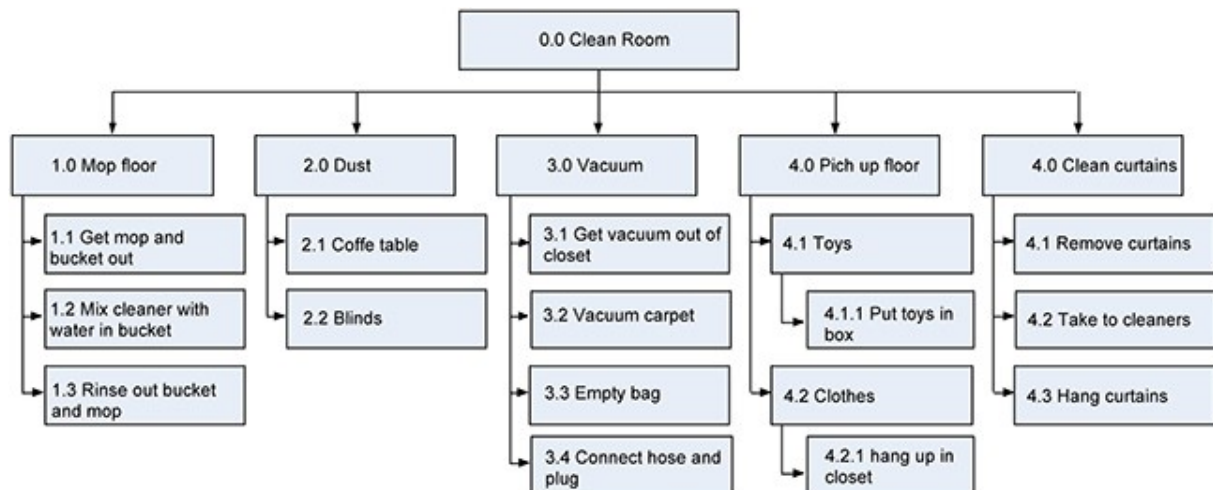 0.0 Clean Room
1.0 Mop floor
1.1 Get mop and
bucket out
1.2 Mix cleaner with
water in bucket
1.3 Rinse out bucket
and mop
2.0 Dust
2.1 Coffe table
2.2 Blinds
3.0 Vacuum
3.1 Get vacuum out of
closet
3.2 Vacuum carpet
3.3 Empty bag
3.4 Connect hose and
plug
4.0 Pich up floor
4.1 Toys
4.1.1 Put toys in
box
4.2 Clothes
4.2.1 hang up in
closet
4.0 Clean curtains
4.1 Remove curtains
4.2 Take to cleaners
4.3 Hang curtains